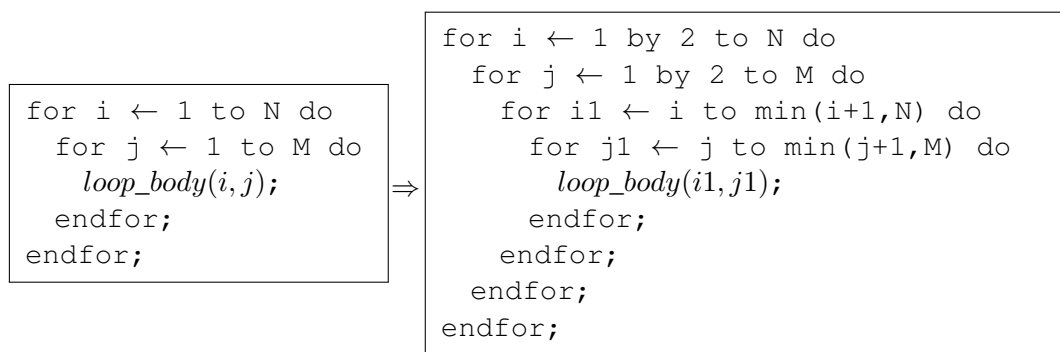 for i ← 1 to N do
  for j ← 1 to M do
    loop_body(i, j);
  endfor;
endfor;
⇒
for i ← 1 by 2 to N do
  for j ← 1 by 2 to M do
    for i1 ← i to min(i+1,N) do
      for j1 ← j to min(j+1,M) do
        loop_body(i1, j1);
      endfor;
    endfor;
  endfor;
endfor;